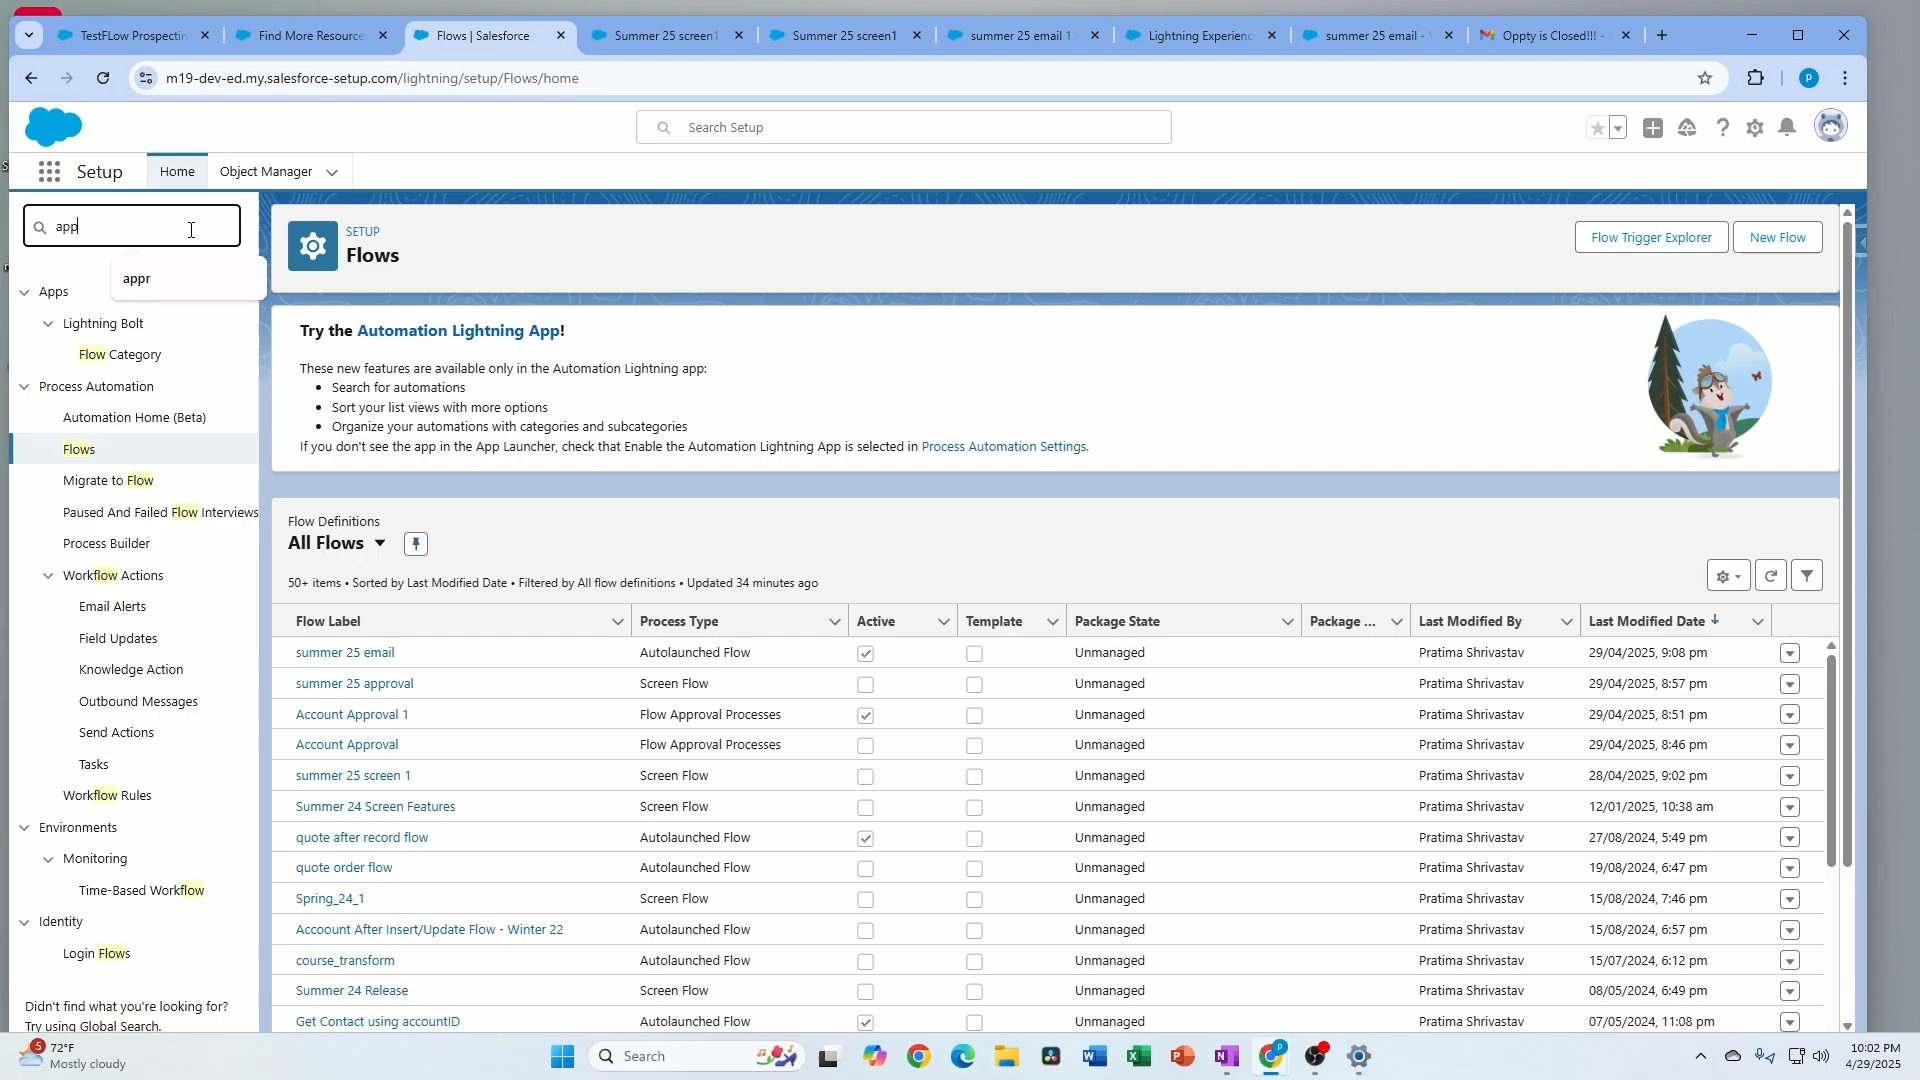 TestFLow Prospectin
Find More Resource
Flows | Salesforce
Summer 25 screen1
Summer 25 screen1
summer 25 email 1
Lightning Experienc
summer 25 email - V
Oppty is Closed!!! -
m19-dev-ed.my.salesforce-setup.com/lightning/setup/Flows/home
P
Search Setup
Setup
Home
Object Manager
app
appr
Apps
Lightning Bolt
Flow Category
Process Automation
Automation Home (Beta)
Flows
Migrate to Flow
Paused And Failed Flow Interviews
Process Builder
Workflow Actions
Email Alerts
Field Updates
Knowledge Action
Outbound Messages
Send Actions
Tasks
Workflow Rules
Environments
Monitoring
Time-Based Workflow
Identity
Login Flows
Didn't find what you're looking for?
Try using Global Search.
SETUP
Flows
Flow Trigger Explorer
New Flow
Try the Automation Lightning App!
These new features are available only in the Automation Lightning app:
• Search for automations
• Sort your list views with more options
• Organize your automations with categories and subcategories
If you don't see the app in the App Launcher, check that Enable the Automation Lightning App is selected in Process Automation Settings.
Flow Definitions
All Flows
50+ items • Sorted by Last Modified Date • Filtered by All flow definitions • Updated 34 minutes ago
Flow Label Process Type Active Template Package State Package ... Last Modified By Last Modified Date
summer 25 email Autolaunched Flow Unmanaged Pratima Shrivastav 29/04/2025, 9:08 pm
summer 25 approval Screen Flow Unmanaged Pratima Shrivastav 29/04/2025, 8:57 pm
Account Approval 1 Flow Approval Processes Unmanaged Pratima Shrivastav 29/04/2025, 8:51 pm
Account Approval Flow Approval Processes Unmanaged Pratima Shrivastav 29/04/2025, 8:46 pm
summer 25 screen 1 Screen Flow Unmanaged Pratima Shrivastav 28/04/2025, 9:02 pm
Summer 24 Screen Features Screen Flow Unmanaged Pratima Shrivastav 12/01/2025, 10:38 am
quote after record flow Autolaunched Flow Unmanaged Pratima Shrivastav 27/08/2024, 5:49 pm
quote order flow Autolaunched Flow Unmanaged Pratima Shrivastav 19/08/2024, 6:47 pm
Spring_24_1 Screen Flow Unmanaged Pratima Shrivastav 15/08/2024, 7:46 pm
Accoount After Insert/Update Flow - Winter 22 Autolaunched Flow Unmanaged Pratima Shrivastav 15/08/2024, 6:57 pm
course_transform Autolaunched Flow Unmanaged Pratima Shrivastav 15/07/2024, 6:12 pm
Summer 24 Release Screen Flow Unmanaged Pratima Shrivastav 08/05/2024, 6:49 pm
Get Contact using accountID Autolaunched Flow Unmanaged Pratima Shrivastav 07/05/2024, 11:08 pm
5
72°F
Mostly cloudy
Search
10:02 PM
4/29/2025